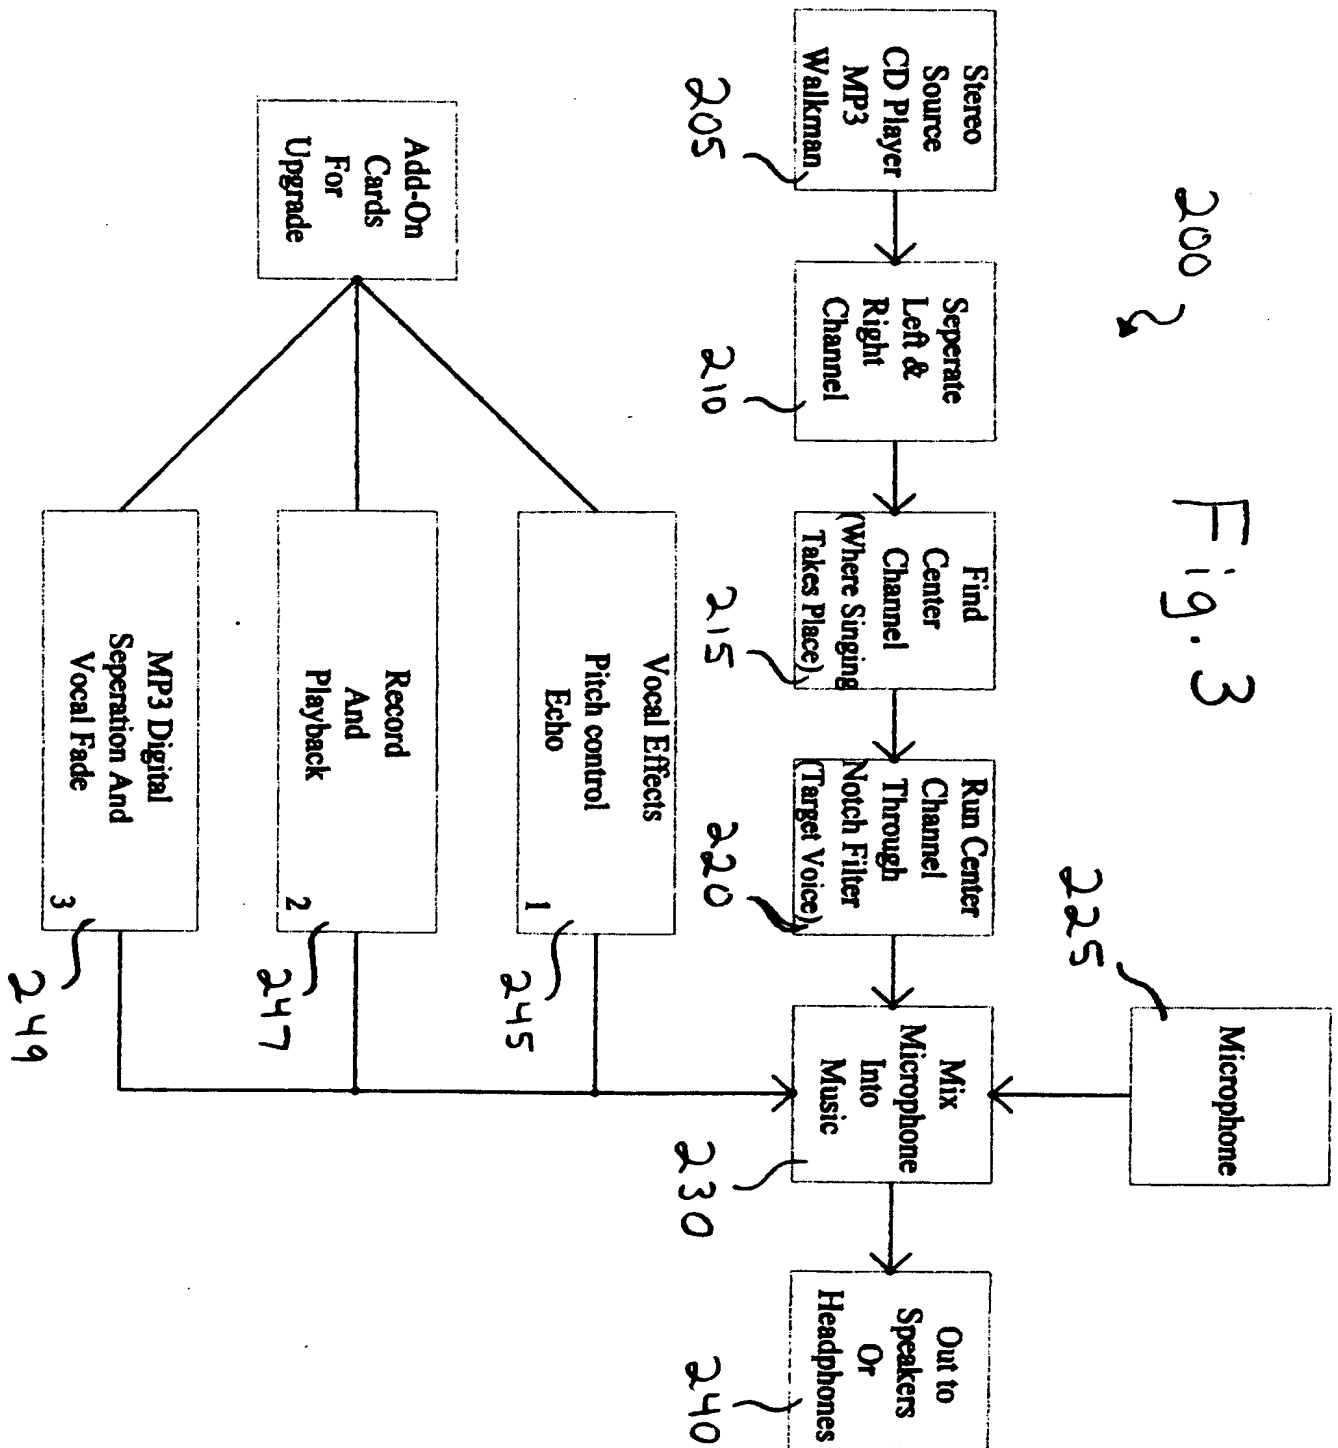 200
Fig. 3
225
Microphone
Stereo
Source
CD Player
MP3
Walkman
205
Seperate
Left &
Right
Channel
210
Find
Center
Channel
(Where Singing
Takes Place)
215
Run Center
Channel
Through
Notch Filter
(Target Voice)
220
Mix
Microphone
Into
Music
230
Out to
Speakers
Or
Headphones
240
Add-On
Cards
For
Upgrade
Vocal Effects
Pitch control
Echo
1
245
Record
And
Playback
2
247
MP3 Digital
Seperation And
Vocal Fade
3
249